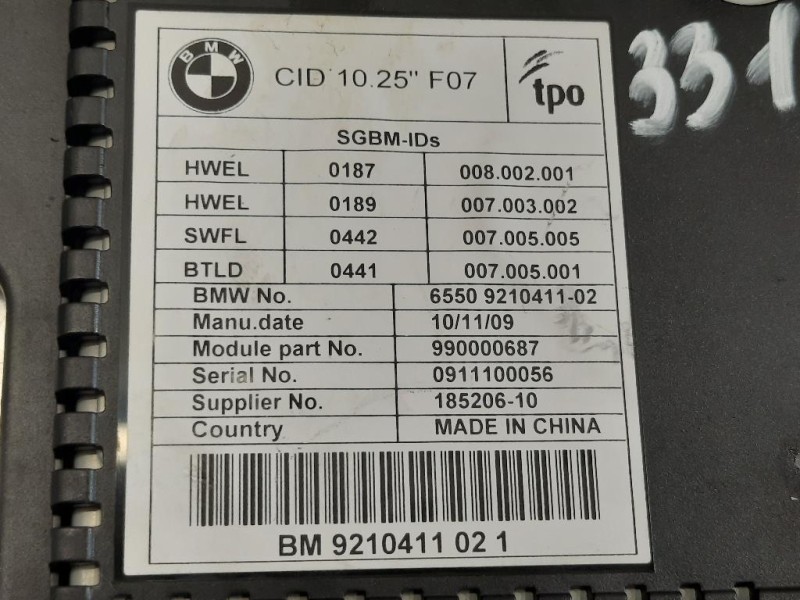 BMW
CID 10.25" F07
tpo
331
SGBM-IDs
HWEL 0187 008.002.001
HWEL 0189 007.003.002
SWFL 0442 007.005.005
BTLD 0441 007.005.001
BMW No. 6550 9210411-02
Manu.date 10/11/09
Module part No. 990000687
Serial No. 0911100056
Supplier No. 185206-10
Country MADE IN CHINA
BM 9210411 02 1